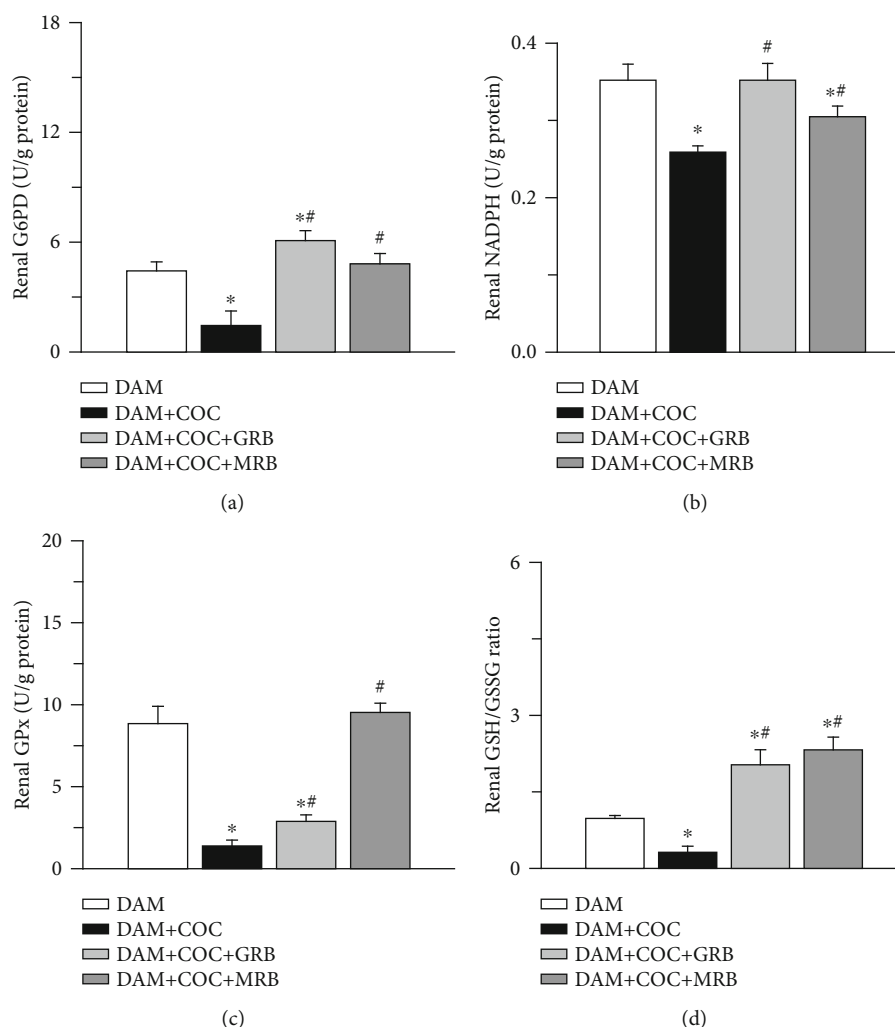 18
12
6
0
Renal G6PD (U/g protein)
*
*#
#
DAM
DAM+COC
DAM+COC+GRB
DAM+COC+MRB
(a)
0.4
0.2
0.0
Renal NADPH (U/g protein)
*
#
*#
DAM
DAM+COC
DAM+COC+GRB
DAM+COC+MRB
(b)
20
15
10
5
0
Renal GPx (U/g protein)
*
*#
#
DAM
DAM+COC
DAM+COC+GRB
DAM+COC+MRB
(c)
6
3
0
Renal GSH/GSSG ratio
*
*#
*#
DAM
DAM+COC
DAM+COC+GRB
DAM+COC+MRB
(d)